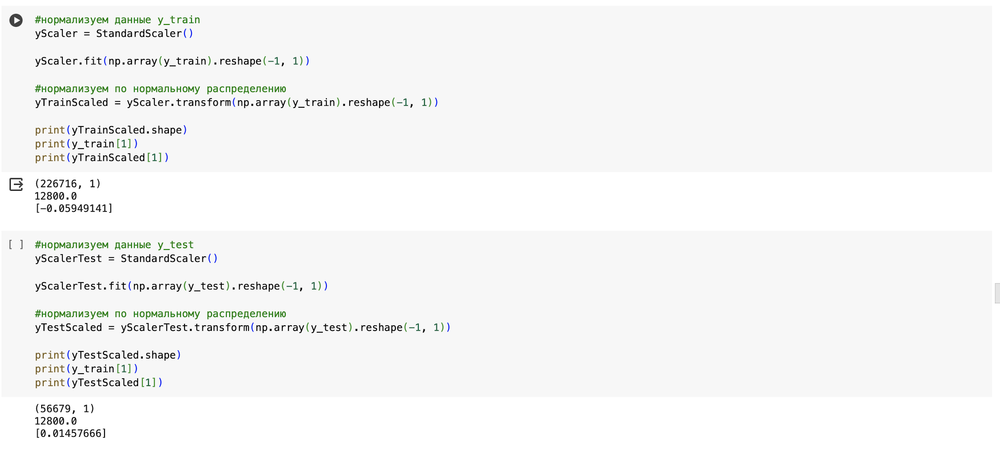 #нормализуем данные y_train
yScaler = StandardScaler()
yScaler.fit(np.array(y_train).reshape(-1, 1))
#нормализуем по нормальному распределению
yTrainScaled = yScaler.transform(np.array(y_train).reshape(-1, 1))
print(yTrainScaled.shape)
print(y_train[1])
print(yTrainScaled[1])
(226716, 1)
12800.0
[-0.05949141]
[ ] #нормализуем данные y_test
yScalerTest = StandardScaler()
yScalerTest.fit(np.array(y_test).reshape(-1, 1))
#нормализуем по нормальному распределению
yTestScaled = yScalerTest.transform(np.array(y_test).reshape(-1, 1))
print(yTestScaled.shape)
print(y_train[1])
print(yTestScaled[1])
(56679, 1)
12800.0
[0.01457666]